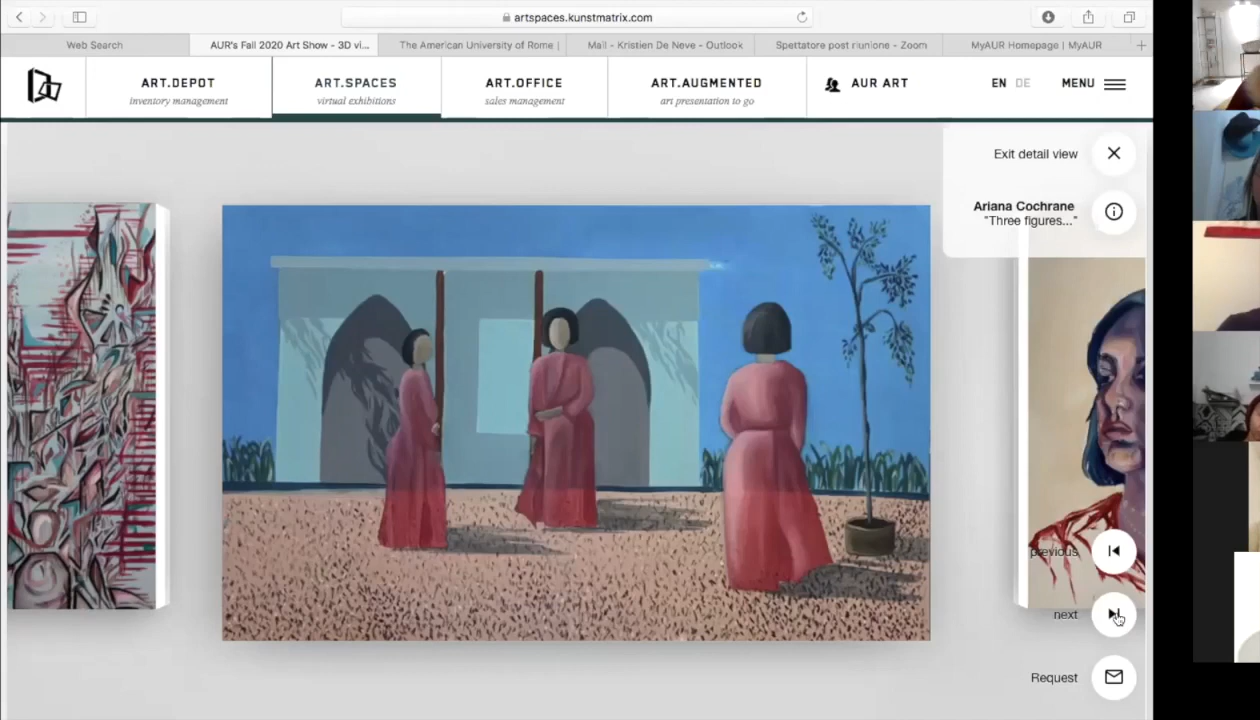 artspaces.kunstmatrix.com
Web Search
AUR's Fall 2020 Art Show - 3D vi...
The American University of Rome |
Mail - Kristien De Neve - Outlook
Spettatore post riunione - Zoom
MyAUR Homepage | MyAUR
ART.DEPOT
inventory management
ART.SPACES
virtual exhibitions
ART.OFFICE
sales management
ART.AUGMENTED
art presentation to go
AUR ART
EN DE
MENU
Exit detail view
Ariana Cochrane
"Three figures..."
previous
next
Request